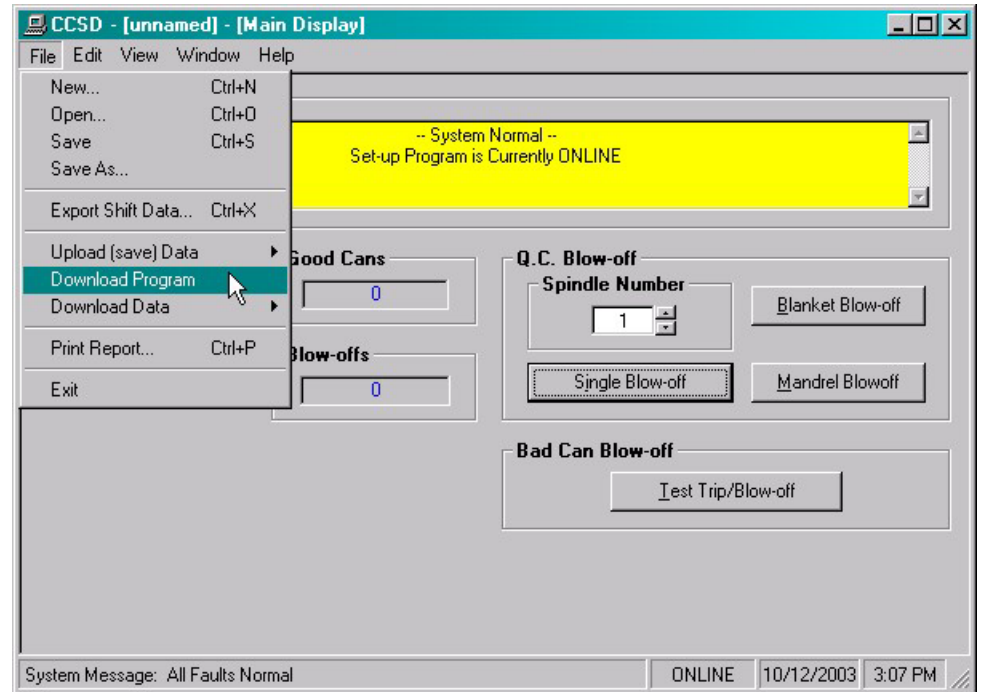 CCSD - [unnamed] - [Main Display]
File Edit View Window Help
New... Ctrl+N
Open... Ctrl+O
Save Ctrl+S
Save As...
Export Shift Data... Ctrl+X
Upload (save) Data
Download Program
Download Data
Print Report... Ctrl+P
Exit
-- System Normal --
Set-up Program is Currently ONLINE
Good Cans
0
Blow-offs
0
Q.C. Blow-off
Spindle Number
1
Blanket Blow-off
Single Blow-off
Mandrel Blowoff
Bad Can Blow-off
Test Trip/Blow-off
System Message: All Faults Normal
ONLINE
10/12/2003
3:07 PM